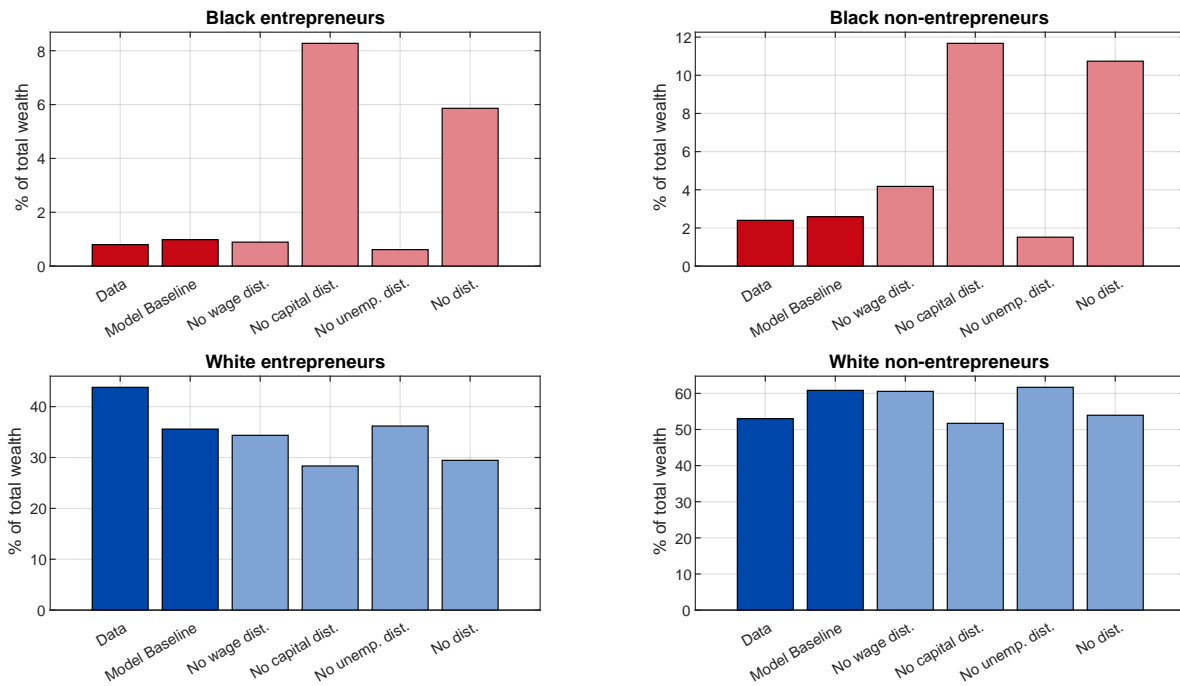 Black entrepreneurs
% of total wealth
8
6
4
2
0
Data
Model Baseline
No wage dist.
No capital dist.
No unemp. dist.
No dist.
Black non-entrepreneurs
% of total wealth
12
10
8
6
4
2
0
Data
Model Baseline
No wage dist.
No capital dist.
No unemp. dist.
No dist.
White entrepreneurs
% of total wealth
40
30
20
10
0
Data
Model Baseline
No wage dist.
No capital dist.
No unemp. dist.
No dist.
White non-entrepreneurs
% of total wealth
60
50
40
30
20
10
0
Data
Model Baseline
No wage dist.
No capital dist.
No unemp. dist.
No dist.